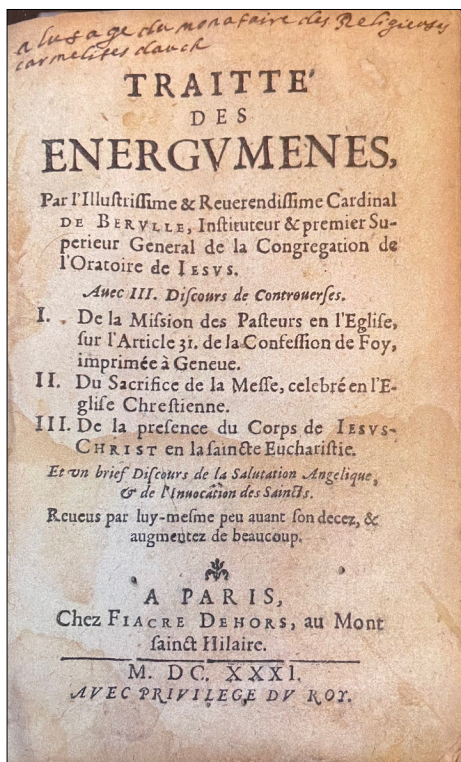 a lusage du monastaire des Religieuses
carmelites dauch
TRAITTE'
DES
ENERGVMENES,
Par l'Illuſtriſſime & Reuerendiſſime Cardinal
DE BERVLLE, Inſtituteur & premier Su-
perieur General de la Congregation de
l'Oratoire de IESVS.
Auec III. Diſcours de Controuerſes.
I. De la Miſſion des Paſteurs en l'Egliſe,
ſur l'Article 31. de la Confeſſion de Foy,
imprimée à Geneue.
II. Du Sacrifice de la Meſſe, celebré en l'E-
gliſe Chreſtienne.
III. De la preſence du Corps de IESVS-
CHRIST en la ſaincte Euchariſtie.
Et vn brief Diſcours de la Salutation Angelique,
& de l'Inuocation des Saincts.
Reueus par luy-meſme peu auant ſon decez, &
augmentez de beaucoup.
A PARIS,
Chez FIACRE DEHORS, au Mont
ſainct Hilaire.
M. DC. XXXI.
AVEC PRIVILEGE DV ROY.